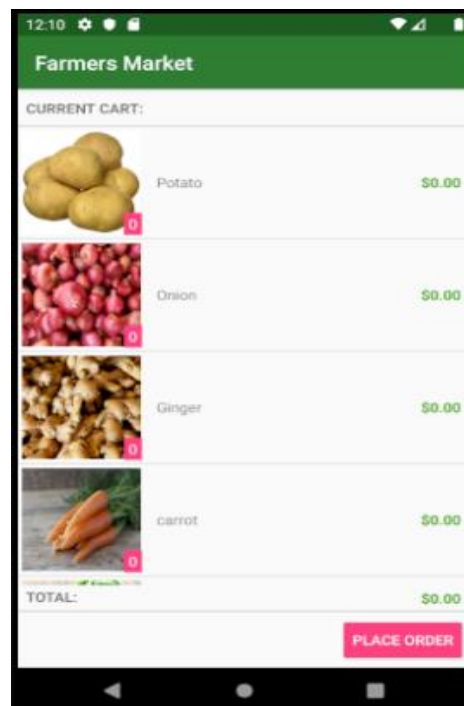 12:10
Farmers Market
CURRENT CART:
Potato $0.00
0
Onion $0.00
0
Ginger $0.00
0
carrot $0.00
0
TOTAL: $0.00
PLACE ORDER